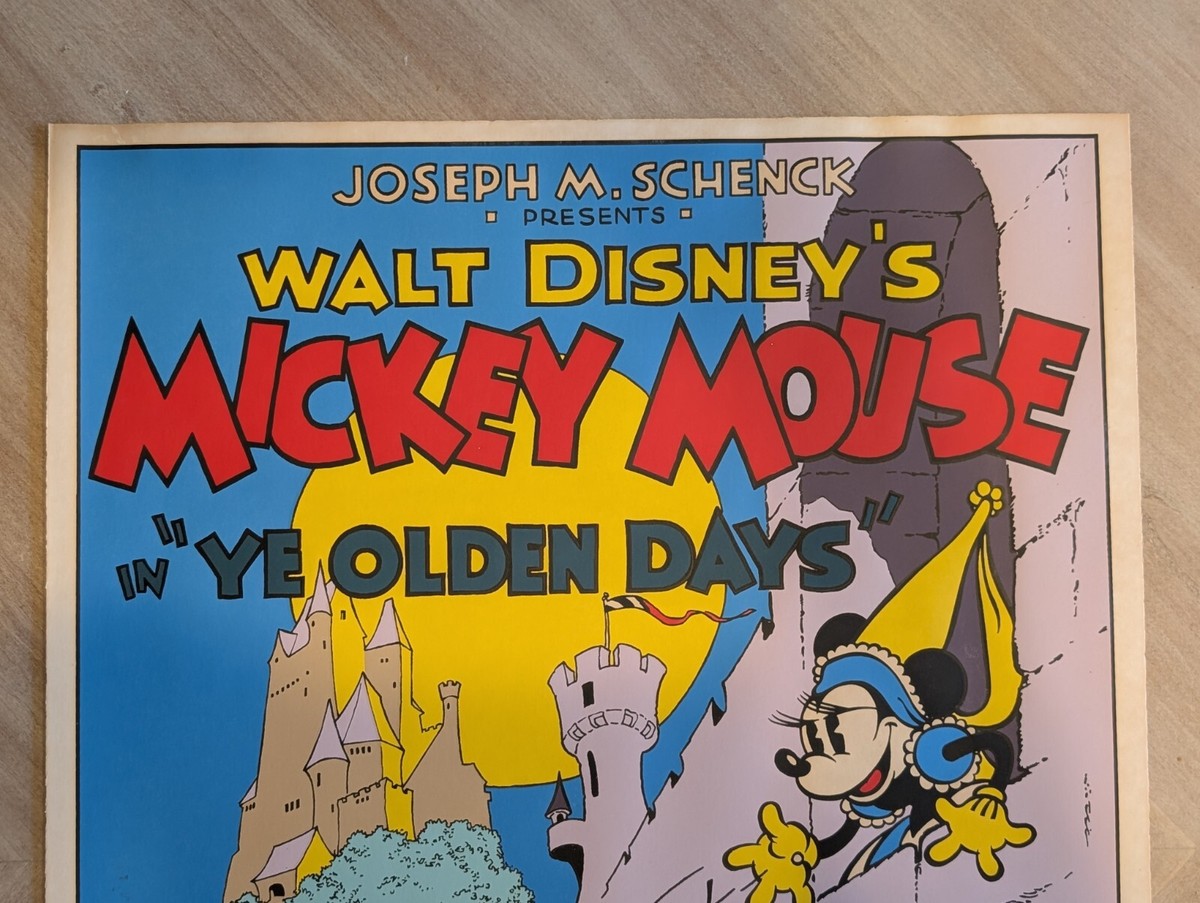 JOSEPH M. SCHENCK
PRESENTS
WALT DISNEY'S
MICKEY MOUSE
IN "YE OLDEN DAYS"